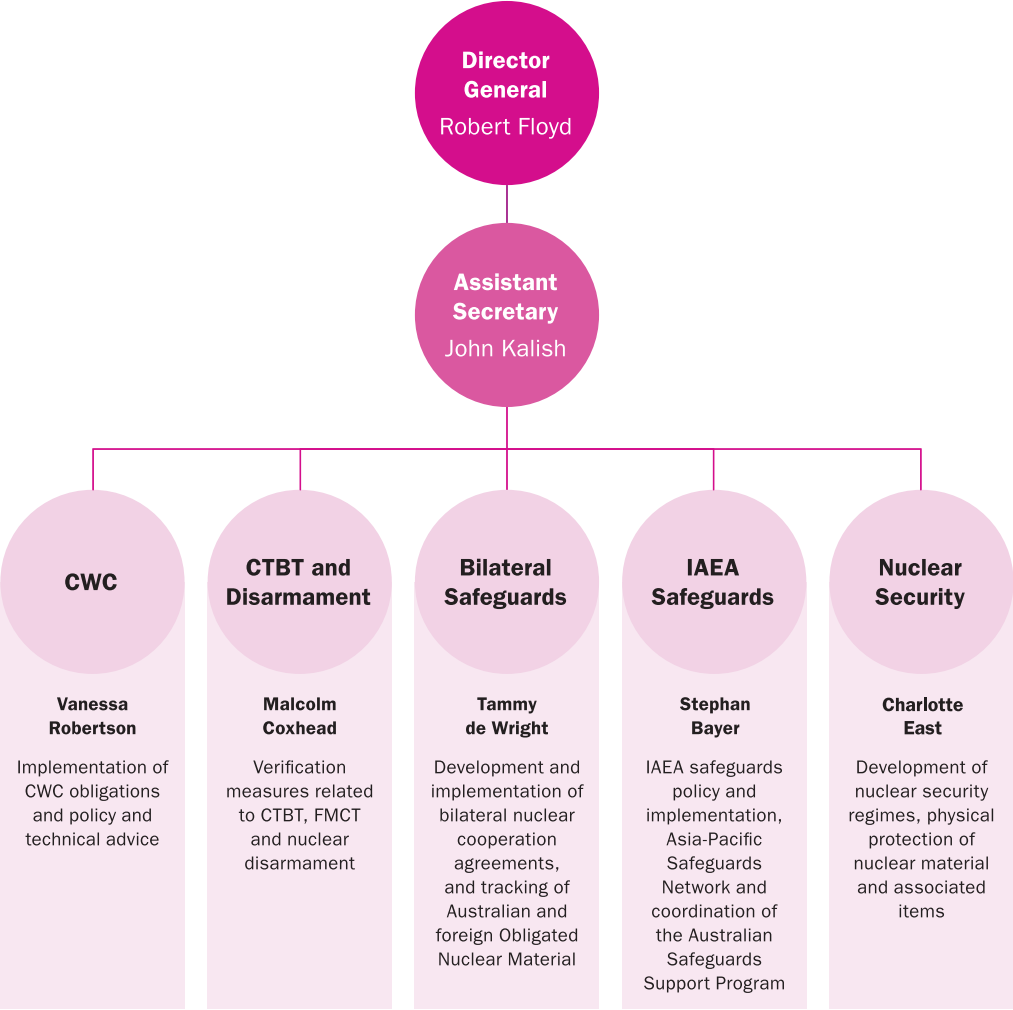 Director
General
Robert Floyd
Assistant
Secretary
John Kalish
CWC
Vanessa
Robertson
Implementation of
CWC obligations
and policy and
technical advice
CTBT and
Disarmament
Malcolm
Coxhead
Verification
measures related
to CTBT, FMCT
and nuclear
disarmament
Bilateral
Safeguards
Tammy
de Wright
Development and
implementation of
bilateral nuclear
cooperation
agreements,
and tracking of
Australian and
foreign Obligated
Nuclear Material
IAEA
Safeguards
Stephan
Bayer
IAEA safeguards
policy and
implementation,
Asia-Pacific
Safeguards
Network and
coordination of
the Australian
Safeguards
Support Program
Nuclear
Security
Charlotte
East
Development of
nuclear security
regimes, physical
protection of
nuclear material
and associated
items